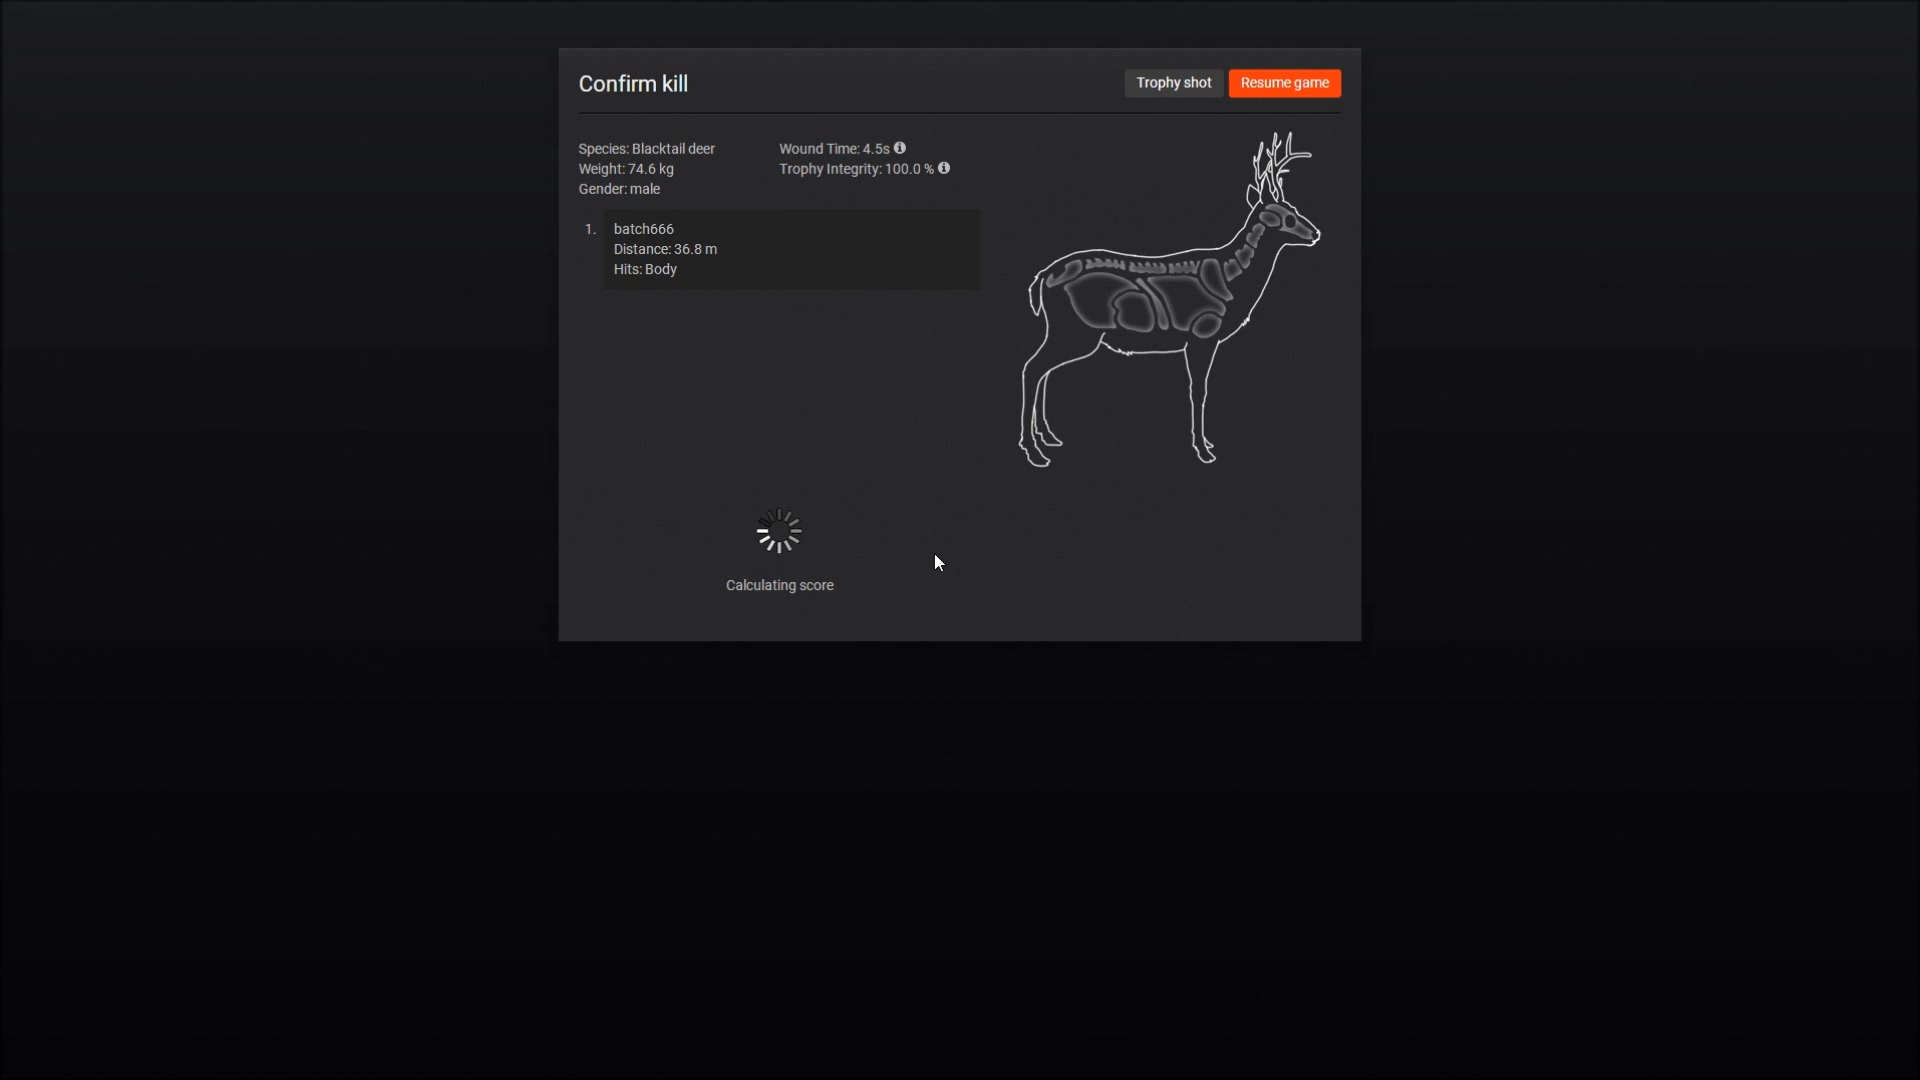 Confirm kill
Trophy shot
Resume game
Species: Blacktail deer
Weight: 74.6 kg
Gender: male
Wound Time: 4.5s
Trophy Integrity: 100.0 %
1.
batch666
Distance: 36.8 m
Hits: Body
Calculating score